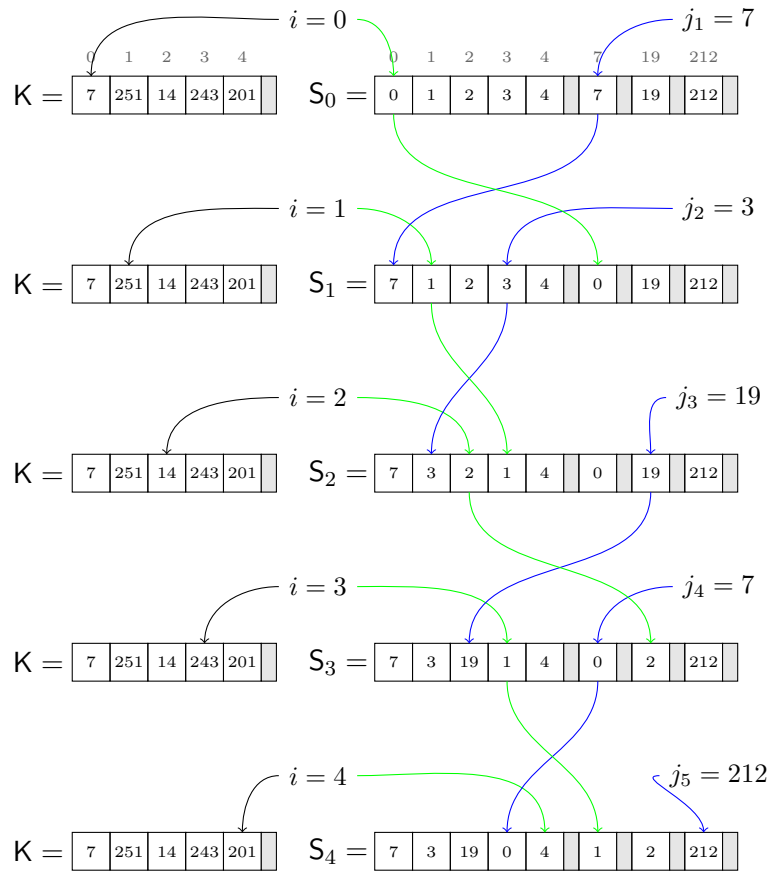 i = 0 j₁ = 7
0 1 2 3 4 0 1 2 3 4 7 19 212
K = 7 251 14 243 201 S₀ = 0 1 2 3 4 7 19 212
i = 1 j₂ = 3
K = 7 251 14 243 201 S₁ = 7 1 2 3 4 0 19 212
i = 2 j₃ = 19
K = 7 251 14 243 201 S₂ = 7 3 2 1 4 0 19 212
i = 3 j₄ = 7
K = 7 251 14 243 201 S₃ = 7 3 19 1 4 0 2 212
i = 4 j₅ = 212
K = 7 251 14 243 201 S₄ = 7 3 19 0 4 1 2 212